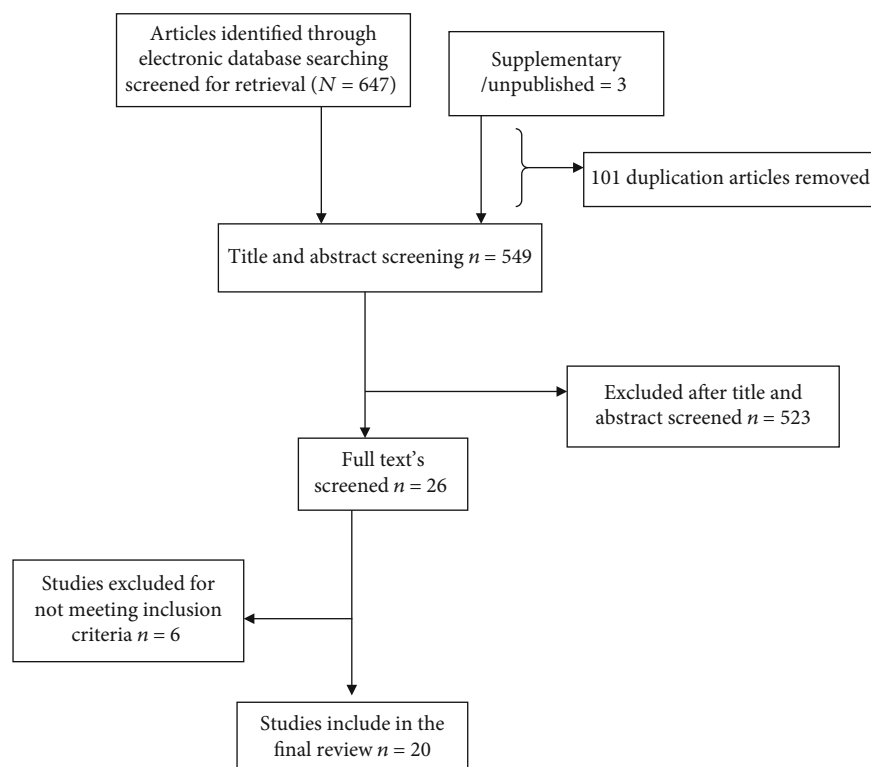 Articles identified through
electronic database searching
screened for retrieval (N = 647)
Supplementary
/unpublished = 3
101 duplication articles removed
Title and abstract screening n = 549
Excluded after title and
abstract screened n = 523
Full text's
screened n = 26
Studies excluded for
not meeting inclusion
criteria n = 6
Studies include in the
final review n = 20